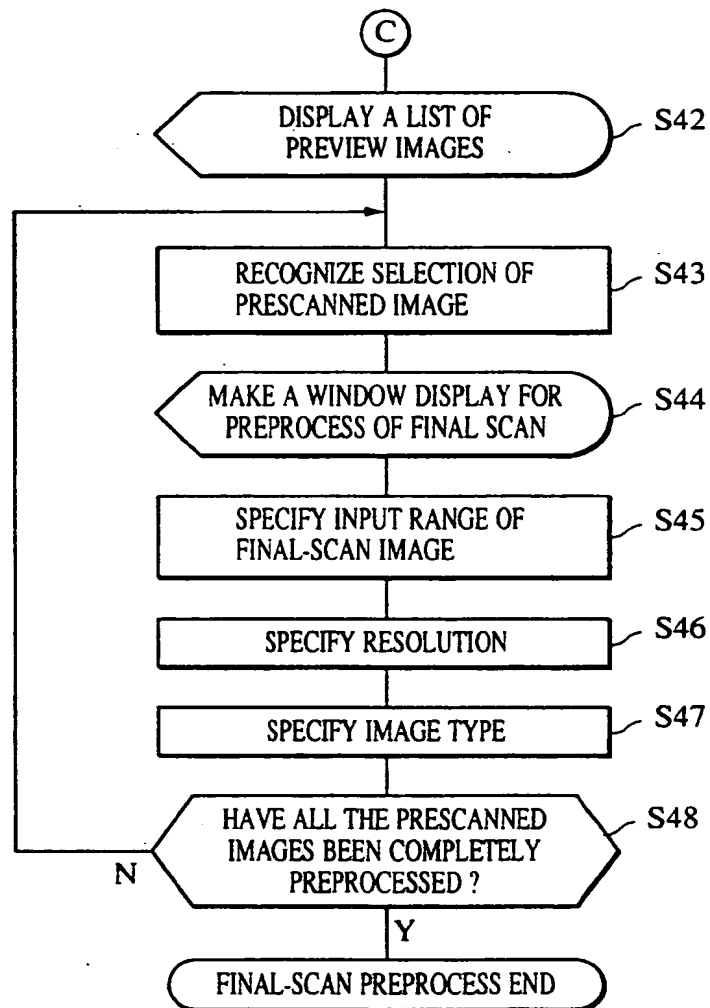 C
DISPLAY A LIST OF
PREVIEW IMAGES
S42
RECOGNIZE SELECTION OF
PRESCANNED IMAGE
S43
MAKE A WINDOW DISPLAY FOR
PREPROCESS OF FINAL SCAN
S44
SPECIFY INPUT RANGE OF
FINAL-SCAN IMAGE
S45
SPECIFY RESOLUTION
S46
SPECIFY IMAGE TYPE
S47
HAVE ALL THE PRESCANNED
IMAGES BEEN COMPLETELY
PREPROCESSED ?
S48
N
Y
FINAL-SCAN PREPROCESS END